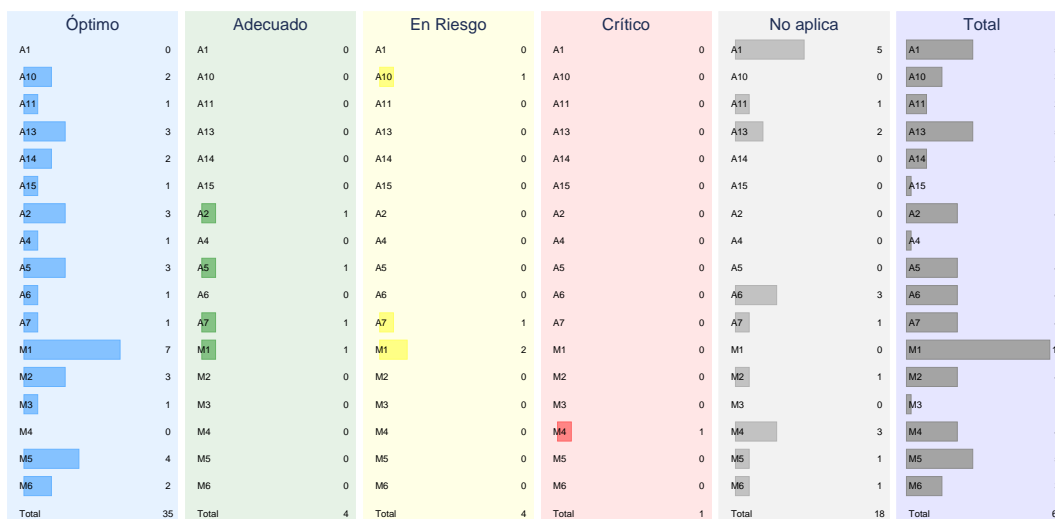 Óptimo Adecuado En Riesgo Crítico No aplica Total
A1 0 A1 0 A1 0 A1 0 A1 5 A1
A10 2 A10 0 A10 1 A10 0 A10 0 A10
A11 1 A11 0 A11 0 A11 0 A11 1 A11
A13 3 A13 0 A13 0 A13 0 A13 2 A13
A14 2 A14 0 A14 0 A14 0 A14 0 A14
A15 1 A15 0 A15 0 A15 0 A15 0 A15
A2 3 A2 1 A2 0 A2 0 A2 0 A2
A4 1 A4 0 A4 0 A4 0 A4 0 A4
A5 3 A5 1 A5 0 A5 0 A5 0 A5
A6 1 A6 0 A6 0 A6 0 A6 3 A6
A7 1 A7 1 A7 1 A7 0 A7 1 A7
M1 7 M1 1 M1 2 M1 0 M1 0 M1
M2 3 M2 0 M2 0 M2 0 M2 1 M2
M3 1 M3 0 M3 0 M3 0 M3 0 M3
M4 0 M4 0 M4 0 M4 1 M4 3 M4
M5 4 M5 0 M5 0 M5 0 M5 1 M5
M6 2 M6 0 M6 0 M6 0 M6 1 M6
Total 35 Total 4 Total 4 Total 1 Total 18 Total